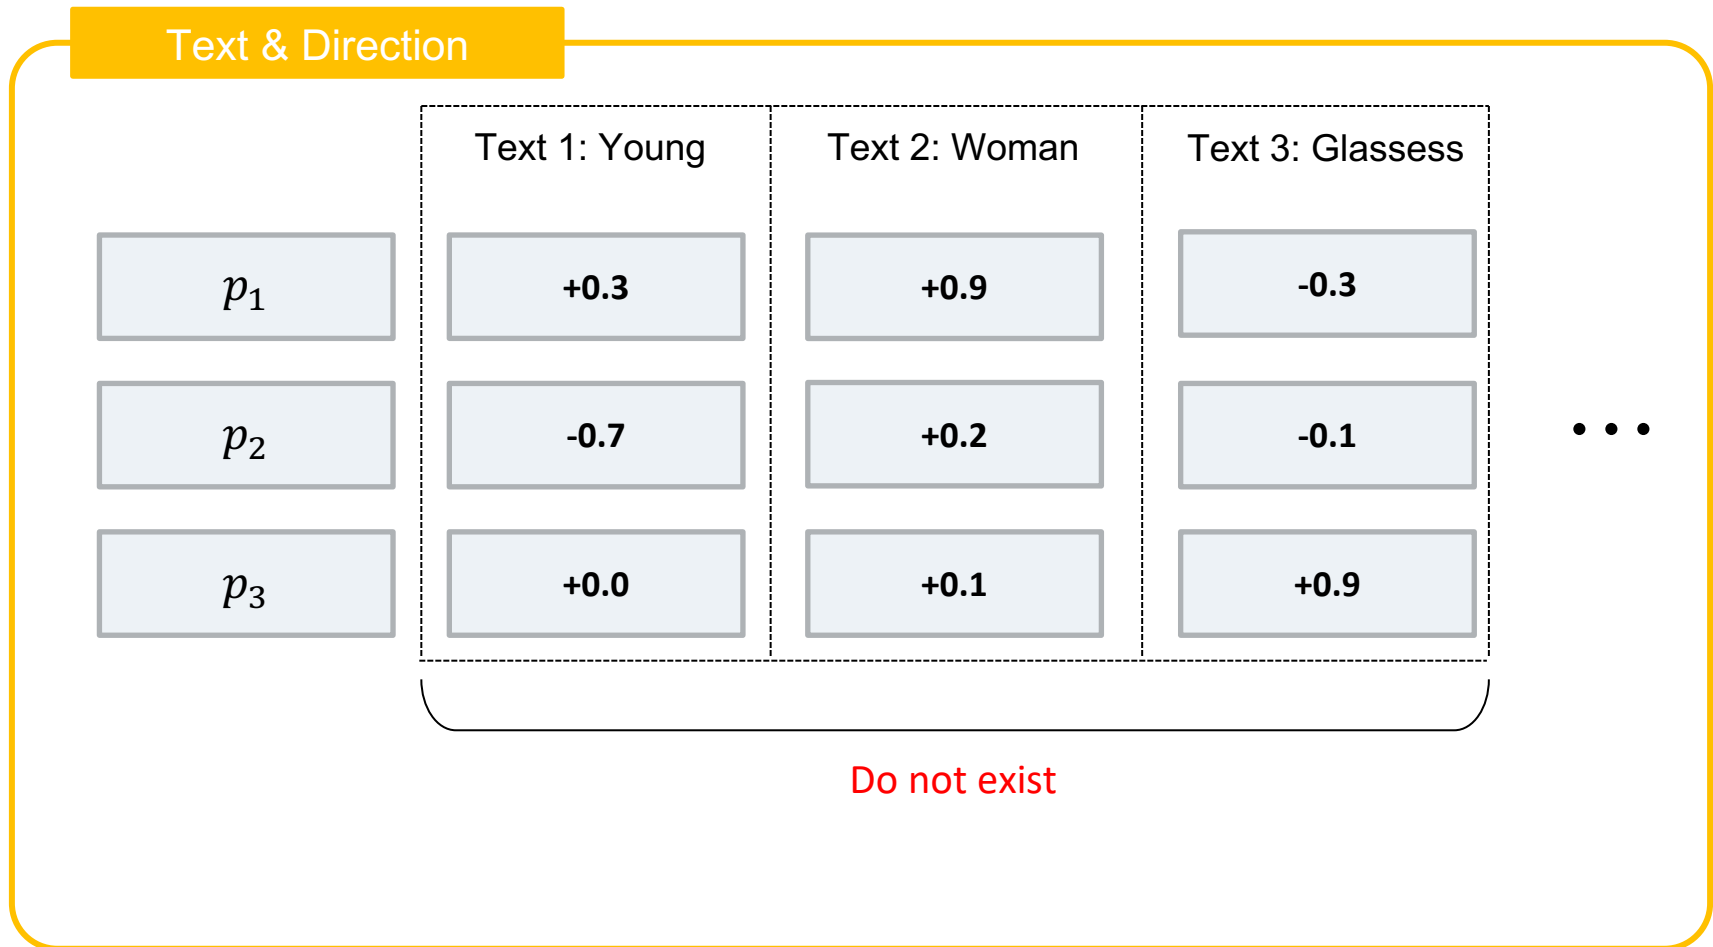 Text & Direction
Text 1: Young Text 2: Woman Text 3: Glassess
p₁ +0.3 +0.9 -0.3
p₂ -0.7 +0.2 -0.1
p₃ +0.0 +0.1 +0.9
...
Do not exist